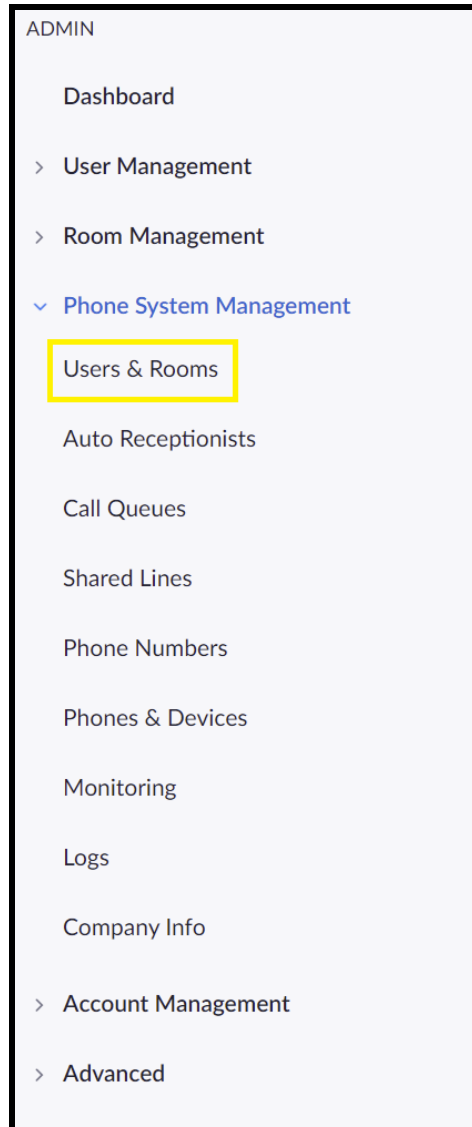 ADMIN
Dashboard
User Management
Room Management
Phone System Management
Users & Rooms
Auto Receptionists
Call Queues
Shared Lines
Phone Numbers
Phones & Devices
Monitoring
Logs
Company Info
Account Management
Advanced